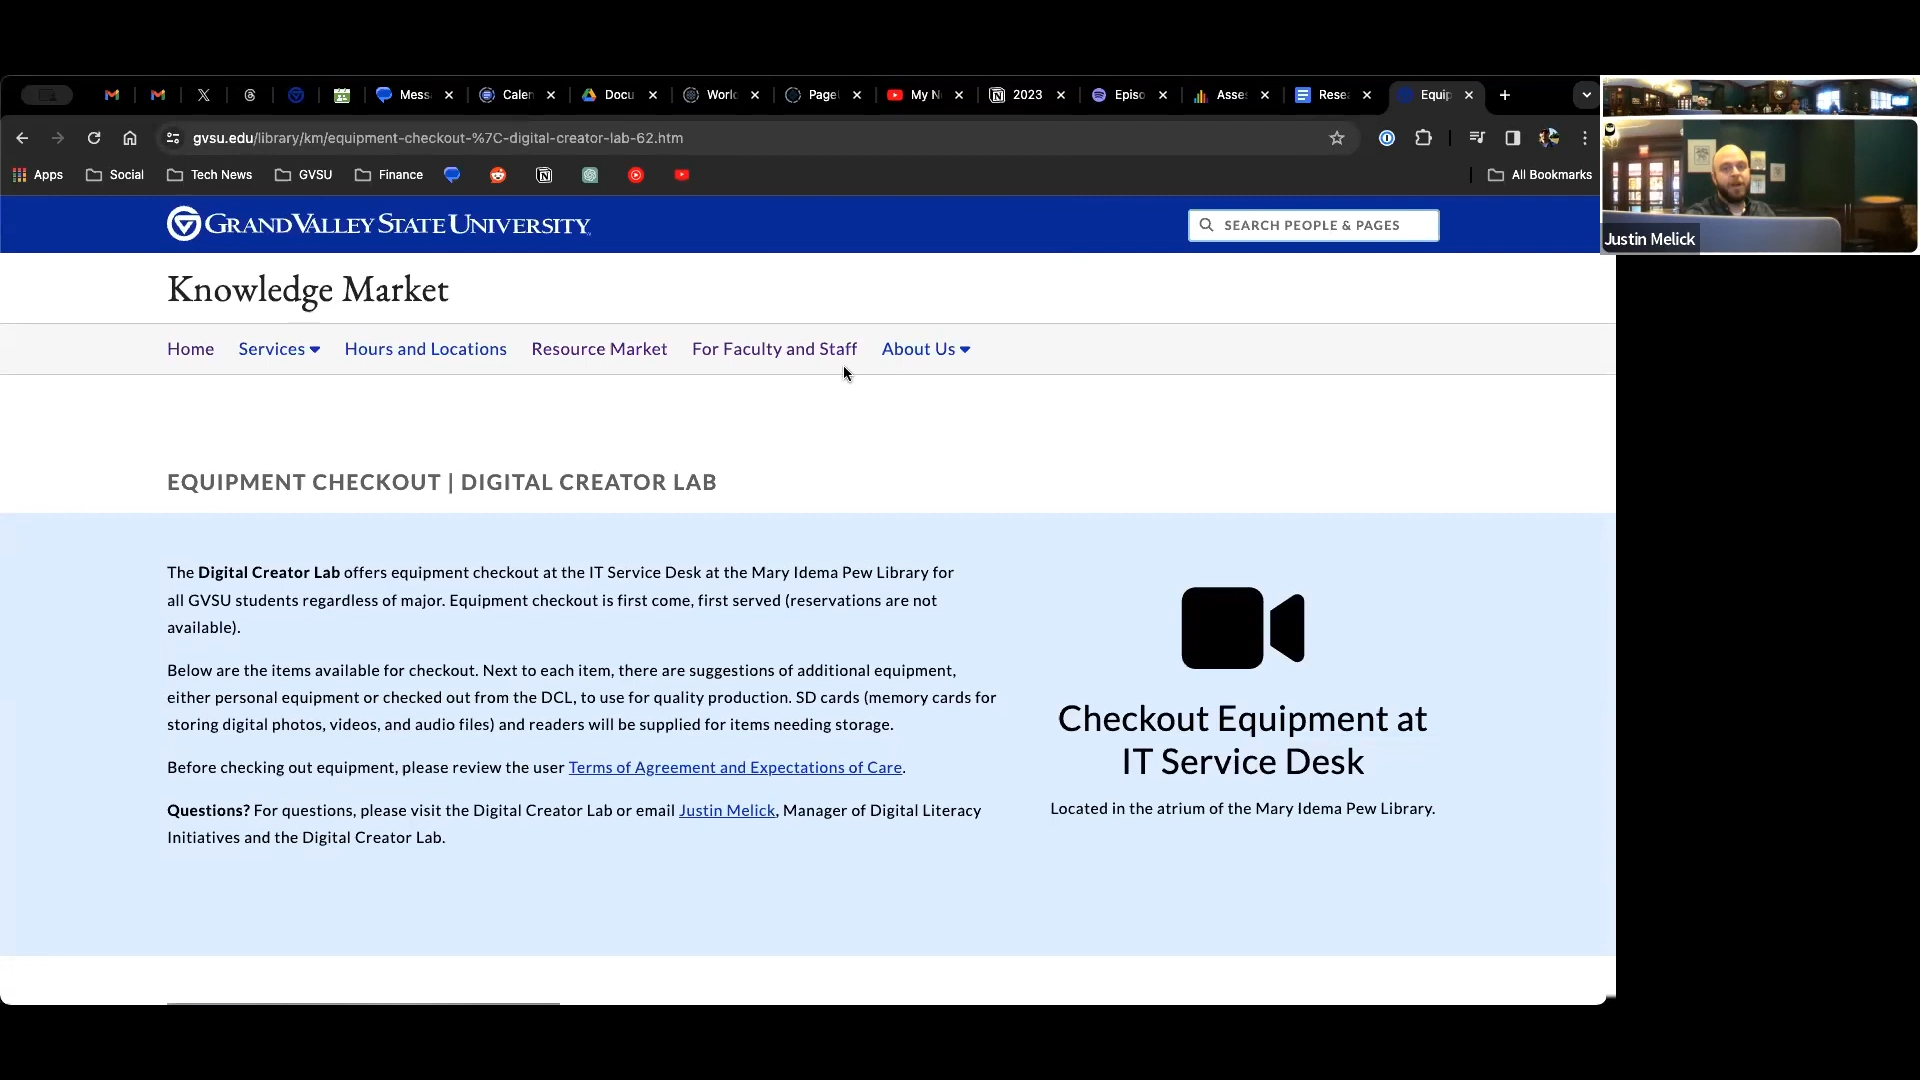 Mess
Calen
Docu
World
Page
My N
2023
Episo
Asses
Resea
Equip
gvsu.edu/library/km/equipment-checkout-%7C-digital-creator-lab-62.htm
Apps
Social
Tech News
GVSU
Finance
All Bookmarks
GRAND VALLEY STATE UNIVERSITY
SEARCH PEOPLE & PAGES
Justin Melick
Knowledge Market
Home
Services
Hours and Locations
Resource Market
For Faculty and Staff
About Us
EQUIPMENT CHECKOUT | DIGITAL CREATOR LAB
The Digital Creator Lab offers equipment checkout at the IT Service Desk at the Mary Idema Pew Library for
all GVSU students regardless of major. Equipment checkout is first come, first served (reservations are not
available).
Below are the items available for checkout. Next to each item, there are suggestions of additional equipment,
either personal equipment or checked out from the DCL, to use for quality production. SD cards (memory cards for
storing digital photos, videos, and audio files) and readers will be supplied for items needing storage.
Before checking out equipment, please review the user Terms of Agreement and Expectations of Care.
Questions? For questions, please visit the Digital Creator Lab or email Justin Melick, Manager of Digital Literacy
Initiatives and the Digital Creator Lab.
Checkout Equipment at
IT Service Desk
Located in the atrium of the Mary Idema Pew Library.